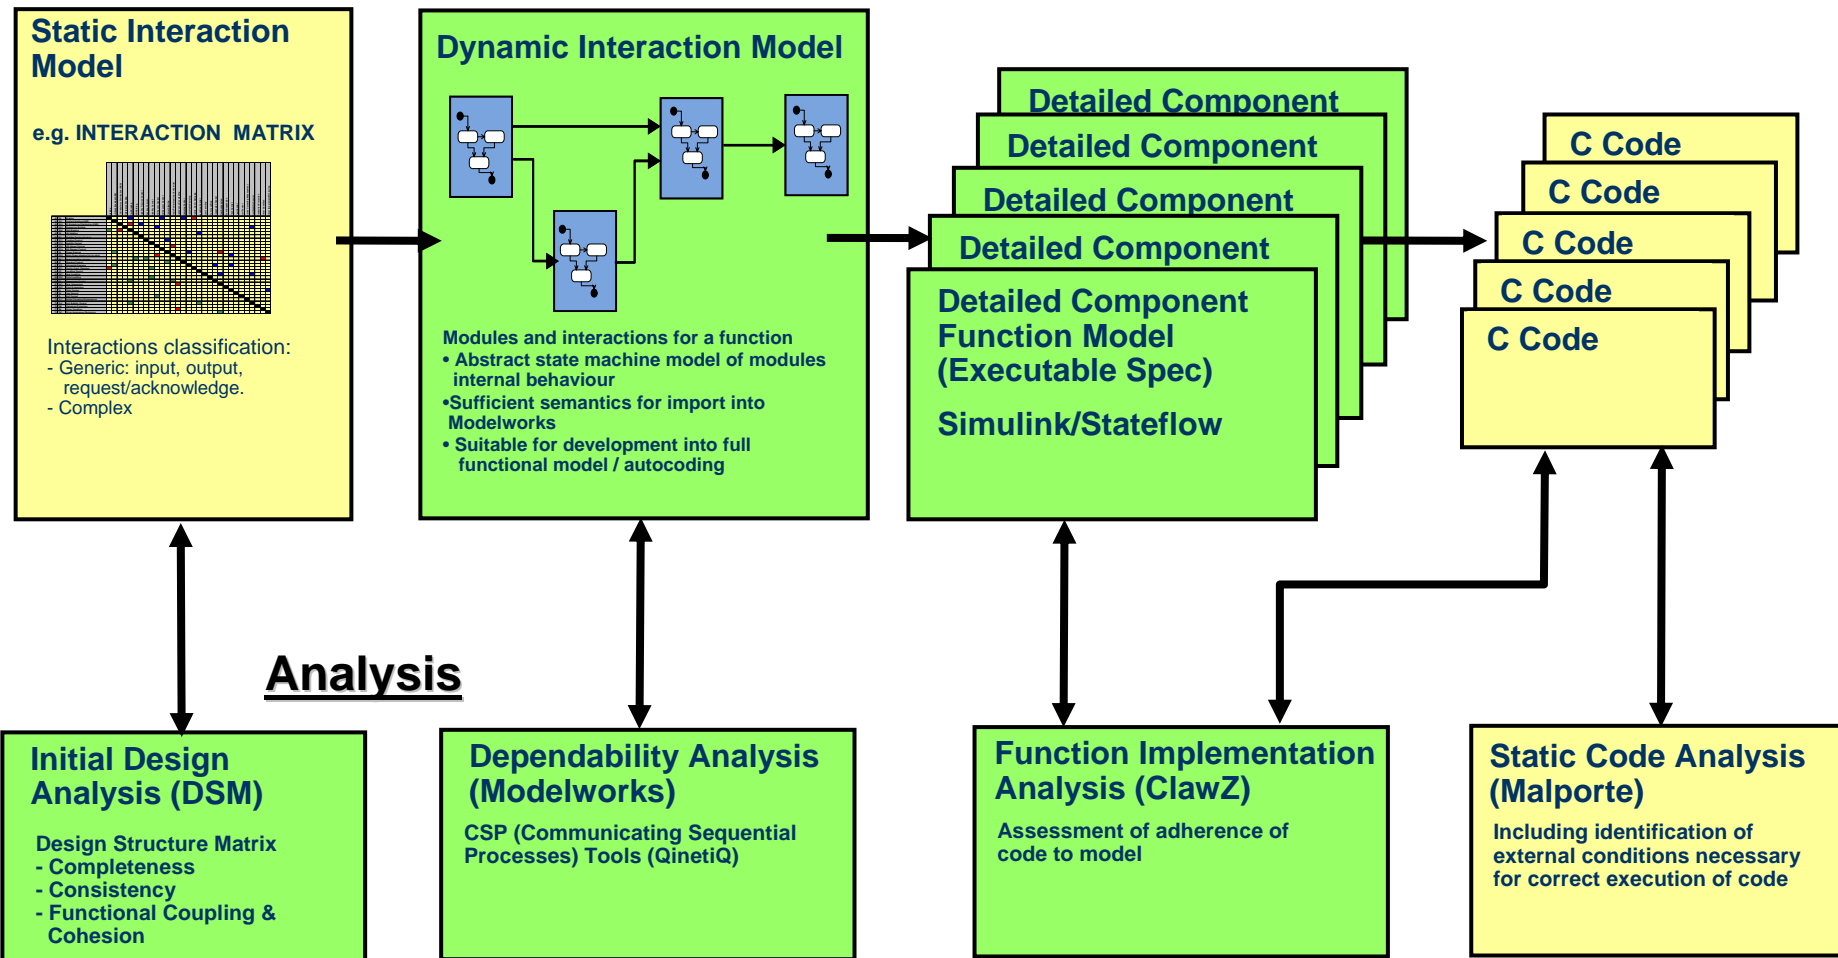 Static Interaction
Model
e.g. INTERACTION MATRIX
Interactions classification:
- Generic: input, output,
request/acknowledge.
- Complex
Dynamic Interaction Model
Modules and interactions for a function
• Abstract state machine model of modules
internal behaviour
•Sufficient semantics for import into
Modelworks
• Suitable for development into full
functional model / autocoding
Detailed Component
Detailed Component
Detailed Component
Detailed Component
Detailed Component
Function Model
(Executable Spec)
Simulink/Stateflow
C Code
C Code
C Code
C Code
C Code
Analysis
Initial Design
Analysis (DSM)
Design Structure Matrix
- Completeness
- Consistency
- Functional Coupling &
Cohesion
Dependability Analysis
(Modelworks)
CSP (Communicating Sequential
Processes) Tools (QinetiQ)
Function Implementation
Analysis (ClawZ)
Assessment of adherence of
code to model
Static Code Analysis
(Malporte)
Including identification of
external conditions necessary
for correct execution of code